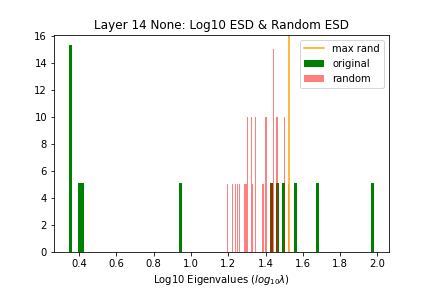 Layer 14 None: Log10 ESD & Random ESD
16
14
12
10
8
6
4
2
0
max rand
original
random
0.4 0.6 0.8 1.0 1.2 1.4 1.6 1.8 2.0
Log10 Eigenvalues (log₁₀λ)